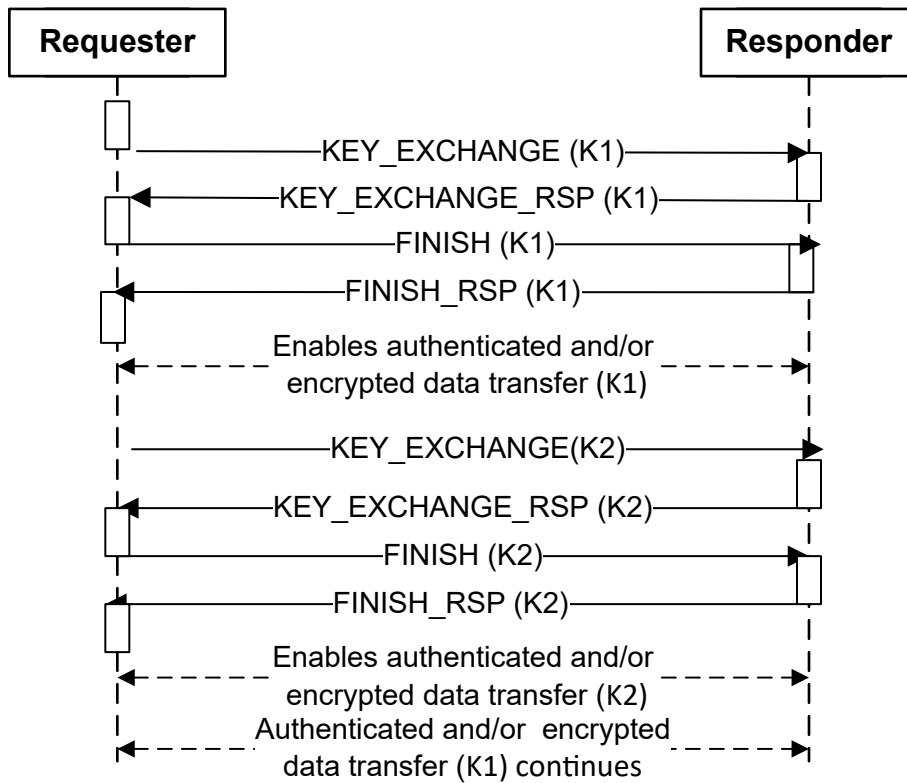 Requester
Responder
KEY_EXCHANGE (K1)
KEY_EXCHANGE_RSP (K1)
FINISH (K1)
FINISH_RSP (K1)
Enables authenticated and/or
encrypted data transfer (K1)
KEY_EXCHANGE(K2)
KEY_EXCHANGE_RSP (K2)
FINISH (K2)
FINISH_RSP (K2)
Enables authenticated and/or
encrypted data transfer (K2)
Authenticated and/or encrypted
data transfer (K1) continues